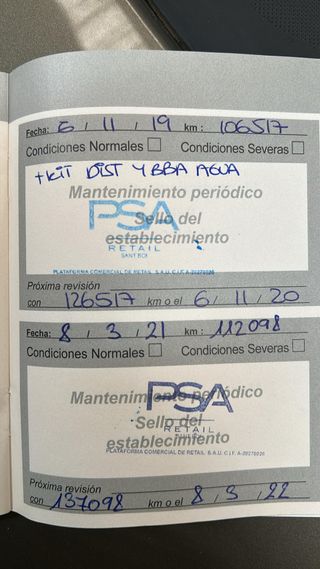 Fecha: 6 / 11 / 19 km : 106517
Condiciones Normales Condiciones Severas
+KIT DIST Y BBA AGUA
Mantenimiento periódico
PSA
Sello del
RETAIL
establecimiento
SANT BOI
PLATAFORMA COMERCIAL DE RETAIL S.A.U. C.I.F. A-28278026
Próxima revisión
con 126517 km o el 6 / 11 / 20
Fecha: 8 / 3 / 21 km : 112098
Condiciones Normales Condiciones Severas
Mantenimiento periódico
PSA
Sello del
RETAIL
establecimiento
PLATAFORMA COMERCIAL DE RETAIL S.A.U. C.I.F. A-28278026
Próxima revisión
con 137098 km o el 8 / 3 / 22